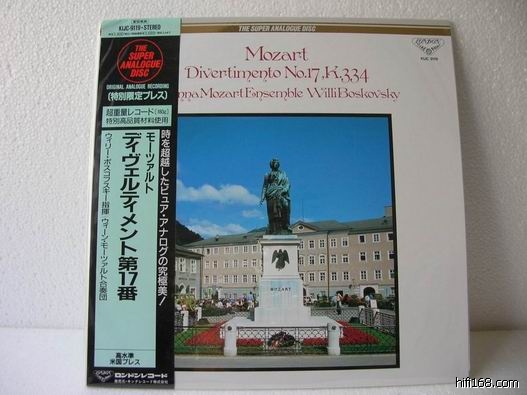 KIJC-9119-STEREO
THE
SUPER
ANALOGUE
DISC
ORIGINAL ANALOGUE RECORDING
(特別限定プレス)
超重量レコード(180g)
特別高品質材料使用
時を超越したピュア・アナログの究極美!
モーツァルト
ディヴェルティメント第17番
ウィリー・ボスコフスキー指揮 ウィーン・モーツァルト合奏団
高水準
米国プレス
ロンドンレコード
THE SUPER ANALOGUE DISC
LONDON
KIJC 9119
Mozart
Divertimento No.17, K.334
nna Mozart Ensemble Willi Boskovsky
MOZART
hifi168.com